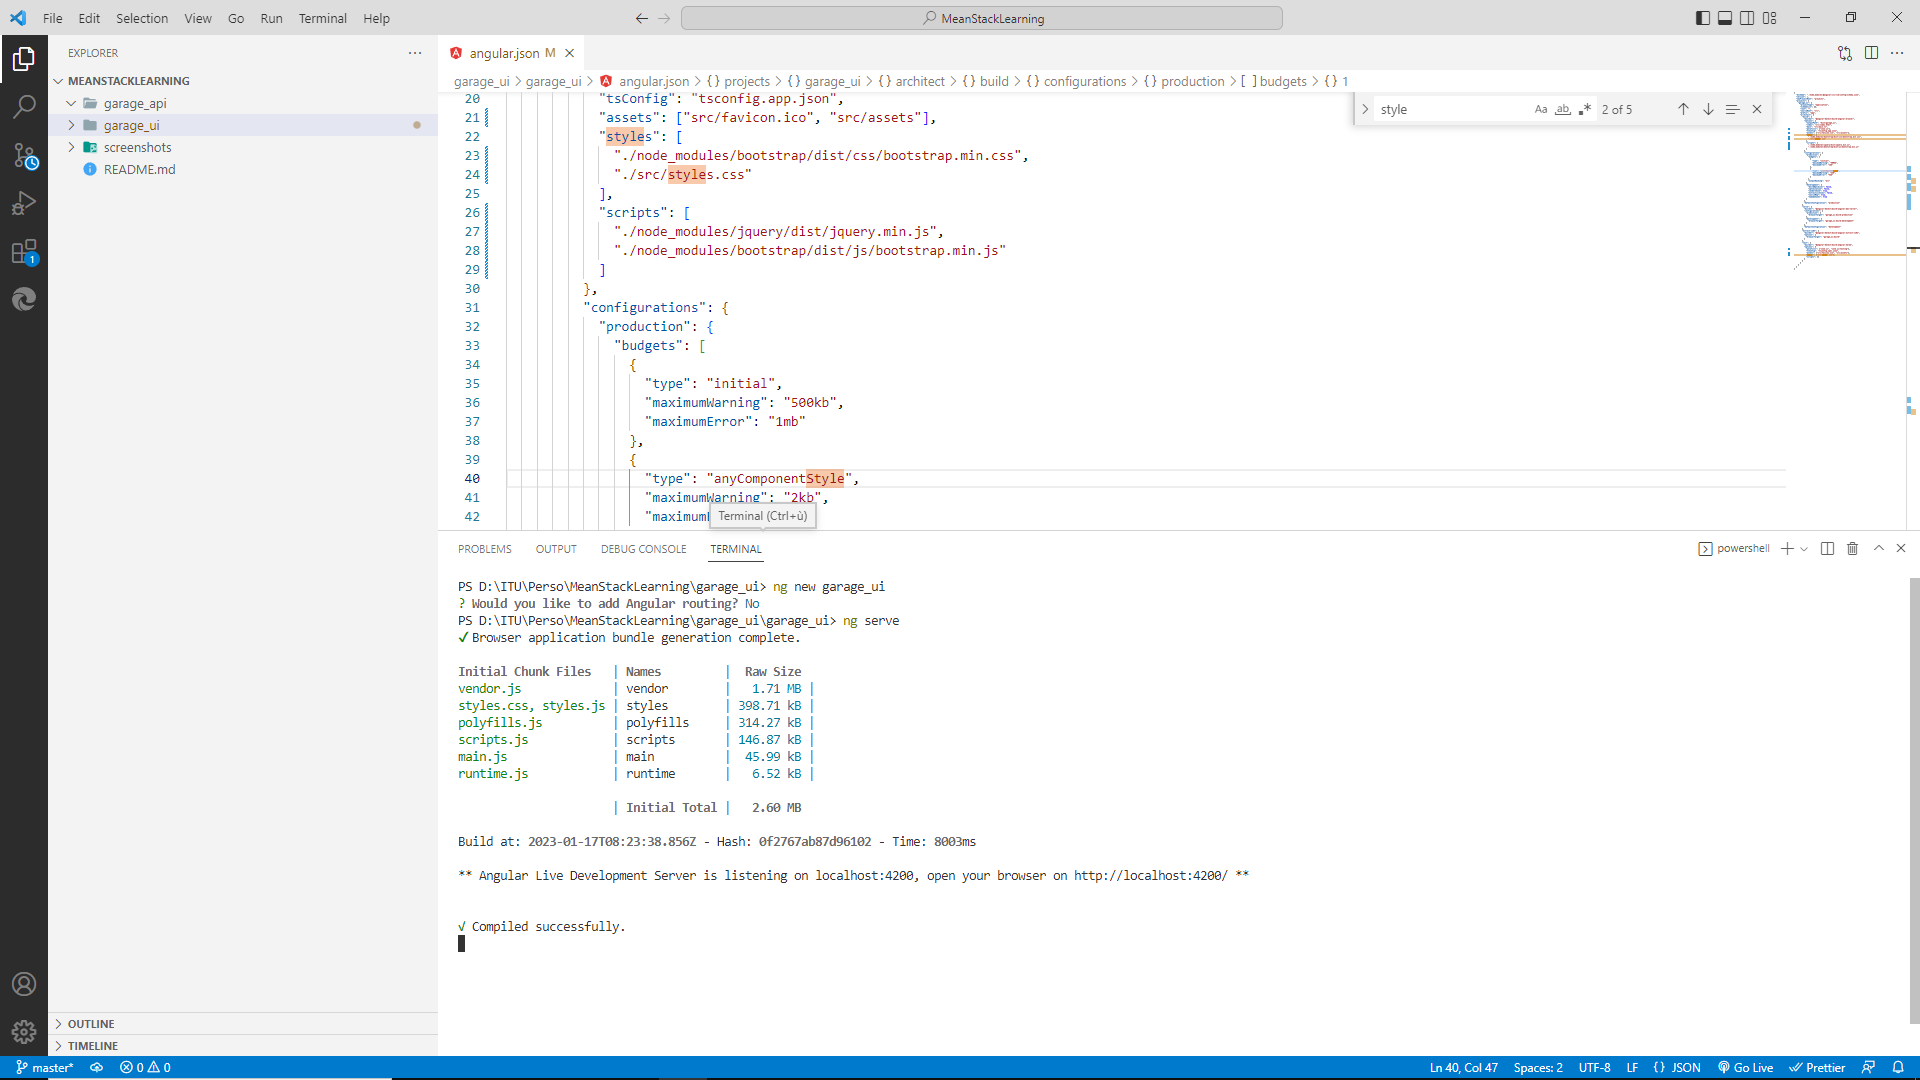 File Edit Selection View Go Run Terminal Help
MeanStackLearning
EXPLORER
MEANSTACKLEARNING
garage_api
garage_ui
screenshots
README.md
OUTLINE
TIMELINE
angular.json M
garage_ui > garage_ui > angular.json > {} projects > {} garage_ui > {} architect > {} build > {} configurations > {} production > [ ] budgets > {} 1
style Aa ab 2 of 5
20 "tsConfig": "tsconfig.app.json",
21 "assets": ["src/favicon.ico", "src/assets"],
22 "styles": [
23 "./node_modules/bootstrap/dist/css/bootstrap.min.css",
24 "./src/styles.css"
25 ],
26 "scripts": [
27 "./node_modules/jquery/dist/jquery.min.js",
28 "./node_modules/bootstrap/dist/js/bootstrap.min.js"
29 ]
30 },
31 "configurations": {
32 "production": {
33 "budgets": [
34 {
35 "type": "initial",
36 "maximumWarning": "500kb",
37 "maximumError": "1mb"
38 },
39 {
40 "type": "anyComponentStyle",
41 "maximumWarning": "2kb",
42 "maximum
Terminal (Ctrl+ù)
PROBLEMS OUTPUT DEBUG CONSOLE TERMINAL
powershell
PS D:\ITU\Perso\MeanStackLearning\garage_ui> ng new garage_ui
? Would you like to add Angular routing? No
PS D:\ITU\Perso\MeanStackLearning\garage_ui\garage_ui> ng serve
✓ Browser application bundle generation complete.
Initial Chunk Files | Names | Raw Size
vendor.js | vendor | 1.71 MB |
styles.css, styles.js | styles | 398.71 kB |
polyfills.js | polyfills | 314.27 kB |
scripts.js | scripts | 146.87 kB |
main.js | main | 45.99 kB |
runtime.js | runtime | 6.52 kB |
| Initial Total | 2.60 MB
Build at: 2023-01-17T08:23:38.856Z - Hash: 0f2767ab87d96102 - Time: 8003ms
** Angular Live Development Server is listening on localhost:4200, open your browser on http://localhost:4200/ **
√ Compiled successfully.
1
master* 0 0
Ln 40, Col 47 Spaces: 2 UTF-8 LF {} JSON Go Live Prettier